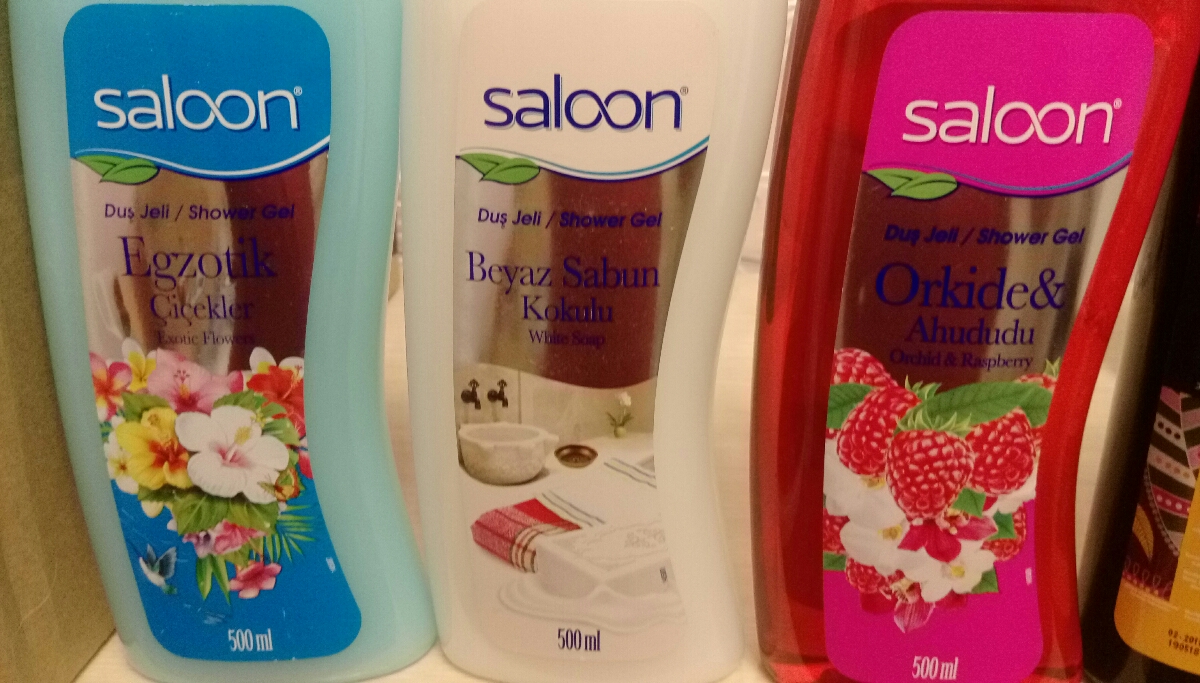 saloon®
Duş Jeli / Shower Gel
Egzotik
Çiçekler
Exotic Flowers
500 ml
saloon®
Duş Jeli / Shower Gel
Beyaz Sabun
Kokulu
White Soap
500 ml
saloon®
Duş Jeli / Shower Gel
Orkide&
Ahududu
Orchid & Raspberry
500 ml